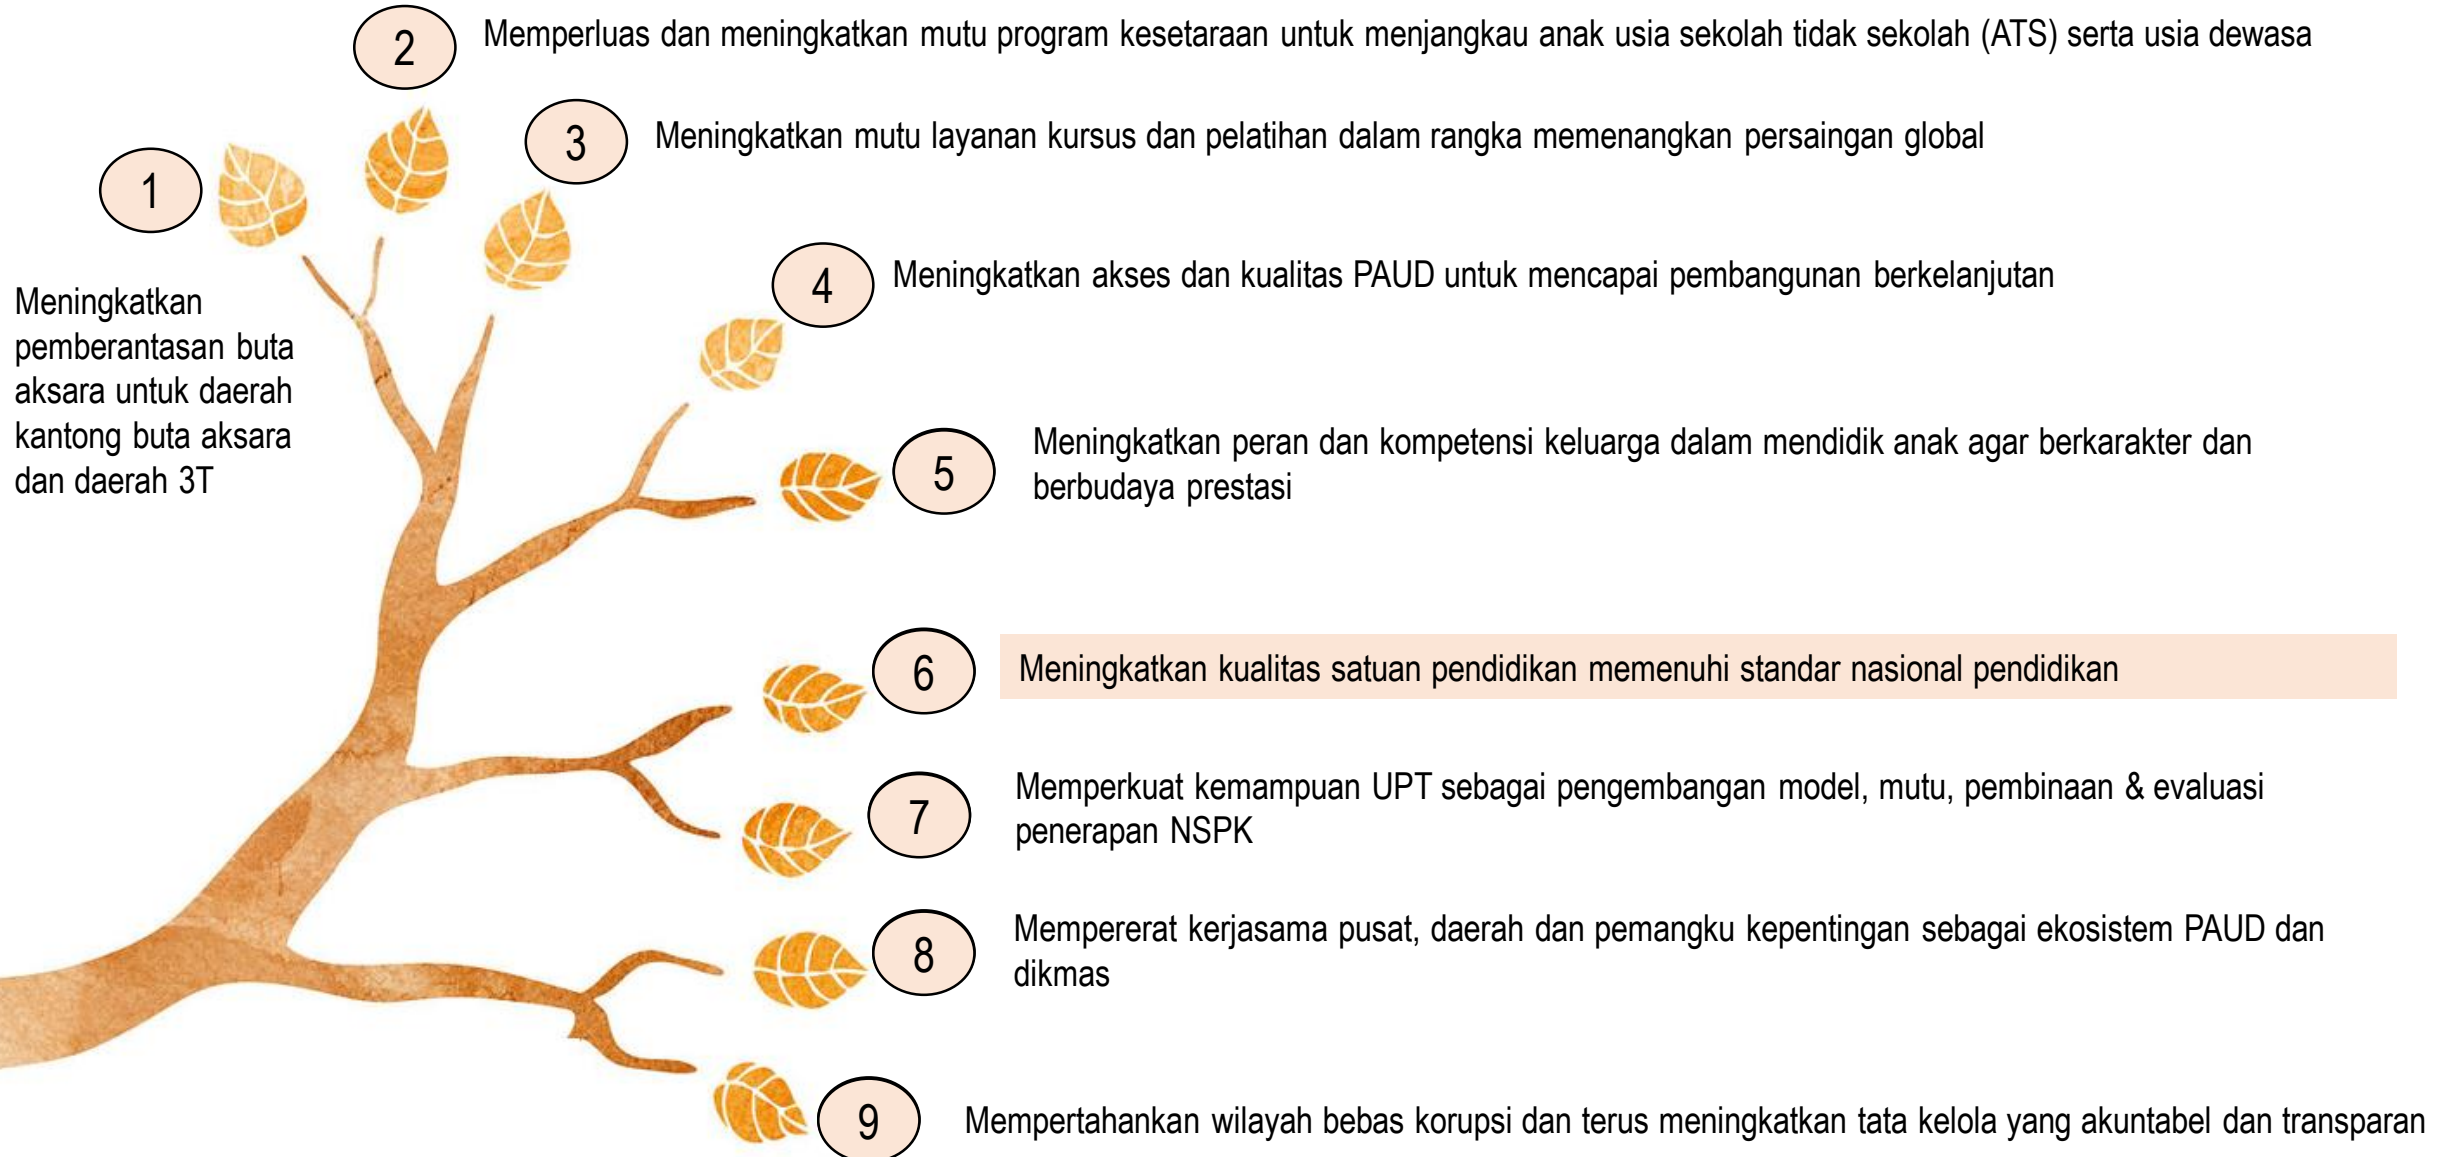 1
Meningkatkan
pemberantasan buta
aksara untuk daerah
kantong buta aksara
dan daerah 3T
2
Memperluas dan meningkatkan mutu program kesetaraan untuk menjangkau anak usia sekolah tidak sekolah (ATS) serta usia dewasa
3
Meningkatkan mutu layanan kursus dan pelatihan dalam rangka memenangkan persaingan global
4
Meningkatkan akses dan kualitas PAUD untuk mencapai pembangunan berkelanjutan
5
Meningkatkan peran dan kompetensi keluarga dalam mendidik anak agar berkarakter dan
berbudaya prestasi
6
Meningkatkan kualitas satuan pendidikan memenuhi standar nasional pendidikan
7
Memperkuat kemampuan UPT sebagai pengembangan model, mutu, pembinaan & evaluasi
penerapan NSPK
8
Mempererat kerjasama pusat, daerah dan pemangku kepentingan sebagai ekosistem PAUD dan
dikmas
9
Mempertahankan wilayah bebas korupsi dan terus meningkatkan tata kelola yang akuntabel dan transparan